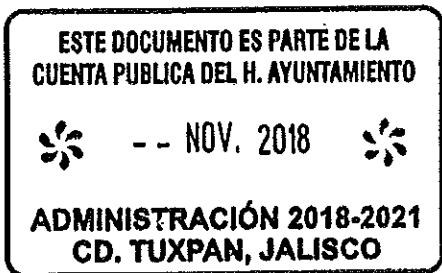 ESTE DOCUMENTO ES PARTE DE LA
CUENTA PUBLICA DEL H. AYUNTAMIENTO
-- NOV. 2018
ADMINISTRACIÓN 2018-2021
CD. TUXPAN, JALISCO